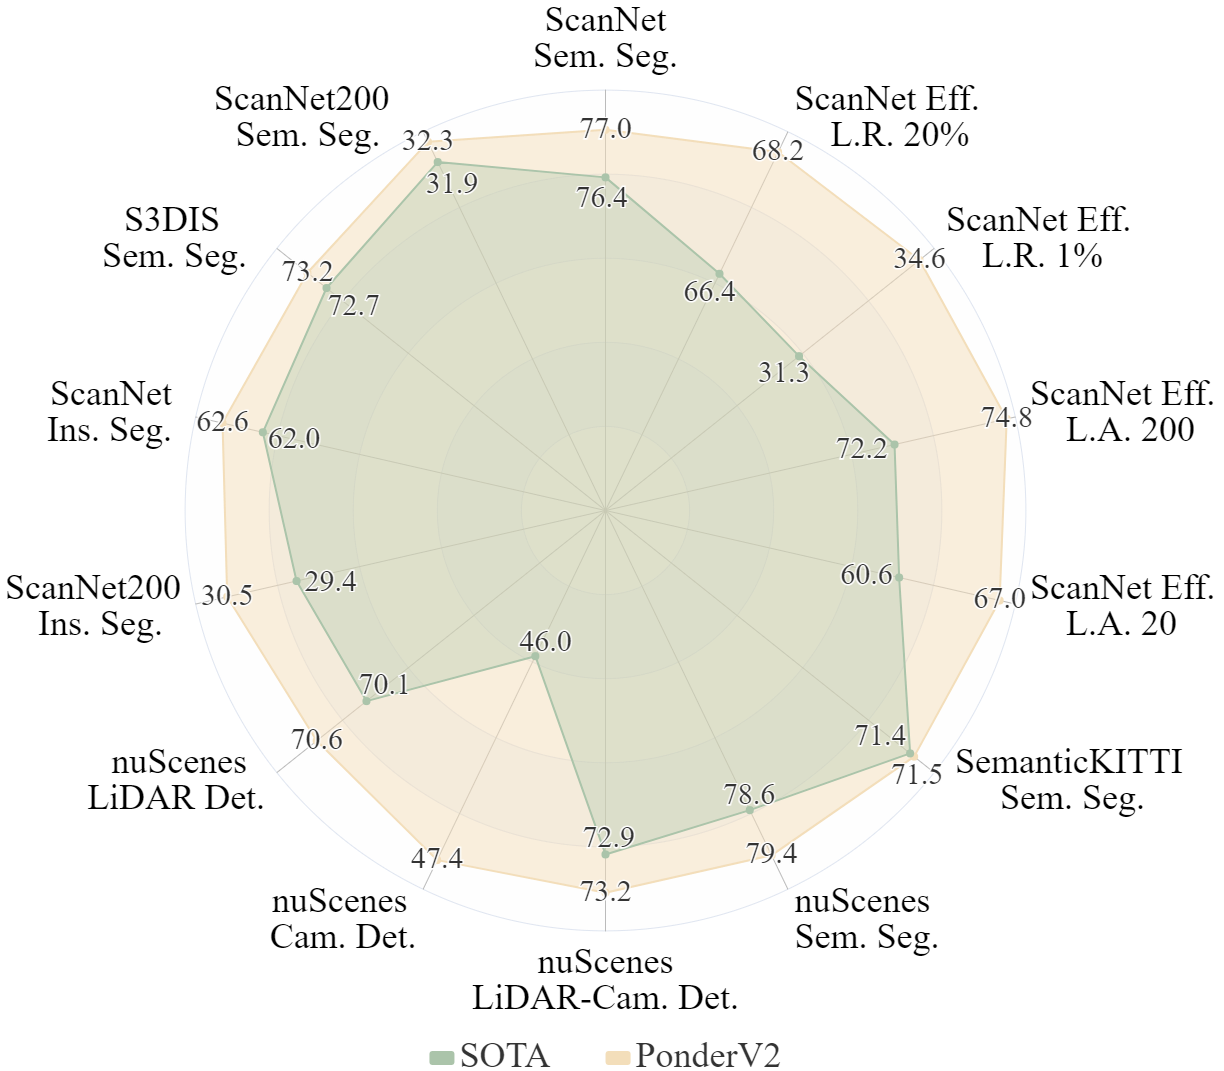 ScanNet
Sem. Seg.
77.0
76.4
ScanNet Eff.
L.R. 20%
68.2
66.4
ScanNet Eff.
L.R. 1%
34.6
31.3
ScanNet Eff.
L.A. 200
74.8
72.2
ScanNet Eff.
L.A. 20
67.0
60.6
SemanticKITTI
Sem. Seg.
71.4
71.5
nuScenes
Sem. Seg.
78.6
79.4
nuScenes
LiDAR-Cam. Det.
72.9
73.2
nuScenes
Cam. Det.
46.0
47.4
nuScenes
LiDAR Det.
70.1
70.6
ScanNet200
Ins. Seg.
30.5
29.4
ScanNet
Ins. Seg.
62.6
62.0
S3DIS
Sem. Seg.
73.2
72.7
ScanNet200
Sem. Seg.
32.3
31.9
SOTA
PonderV2